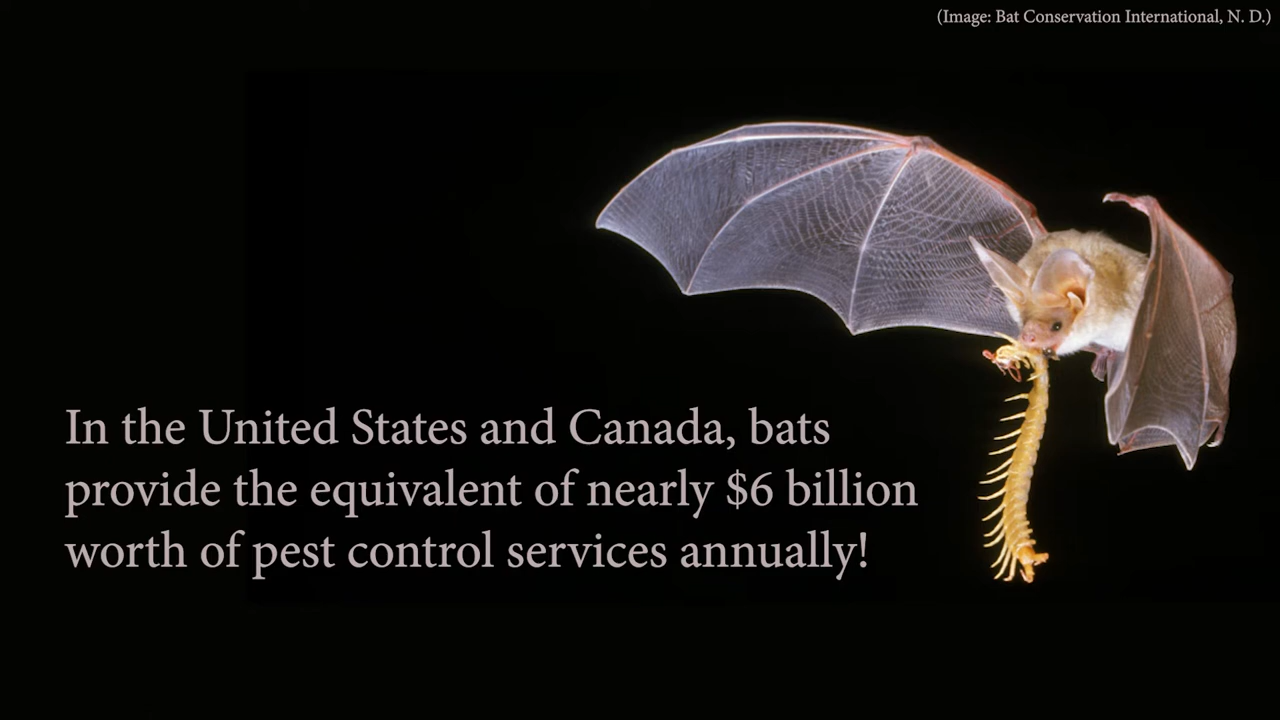 (Image: Bat Conservation International, N. D.)
In the United States and Canada, bats
provide the equivalent of nearly $6 billion
worth of pest control services annually!